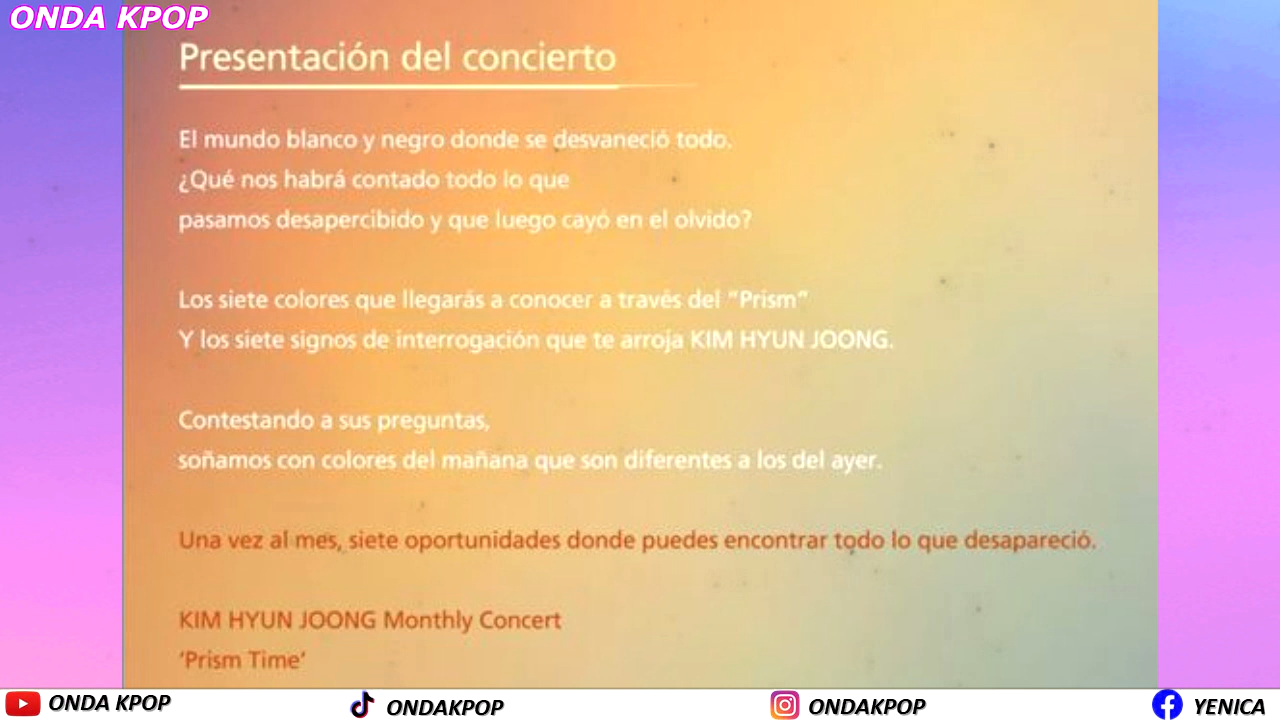 ONDA KPOP
Presentación del concierto
El mundo blanco y negro donde se desvaneció todo.
¿Qué nos habrá contado todo lo que
pasamos desapercibido y que luego cayó en el olvido?
Los siete colores que llegarás a conocer a través del “Prism”
Y los siete signos de interrogación que te arroja KIM HYUN JOONG.
Contestando a sus preguntas,
soñamos con colores del mañana que son diferentes a los del ayer.
Una vez al mes, siete oportunidades donde puedes encontrar todo lo que desapareció.
KIM HYUN JOONG Monthly Concert
‘Prism Time’
ONDA KPOP
ONDAKPOP
ONDAKPOP
YENICA